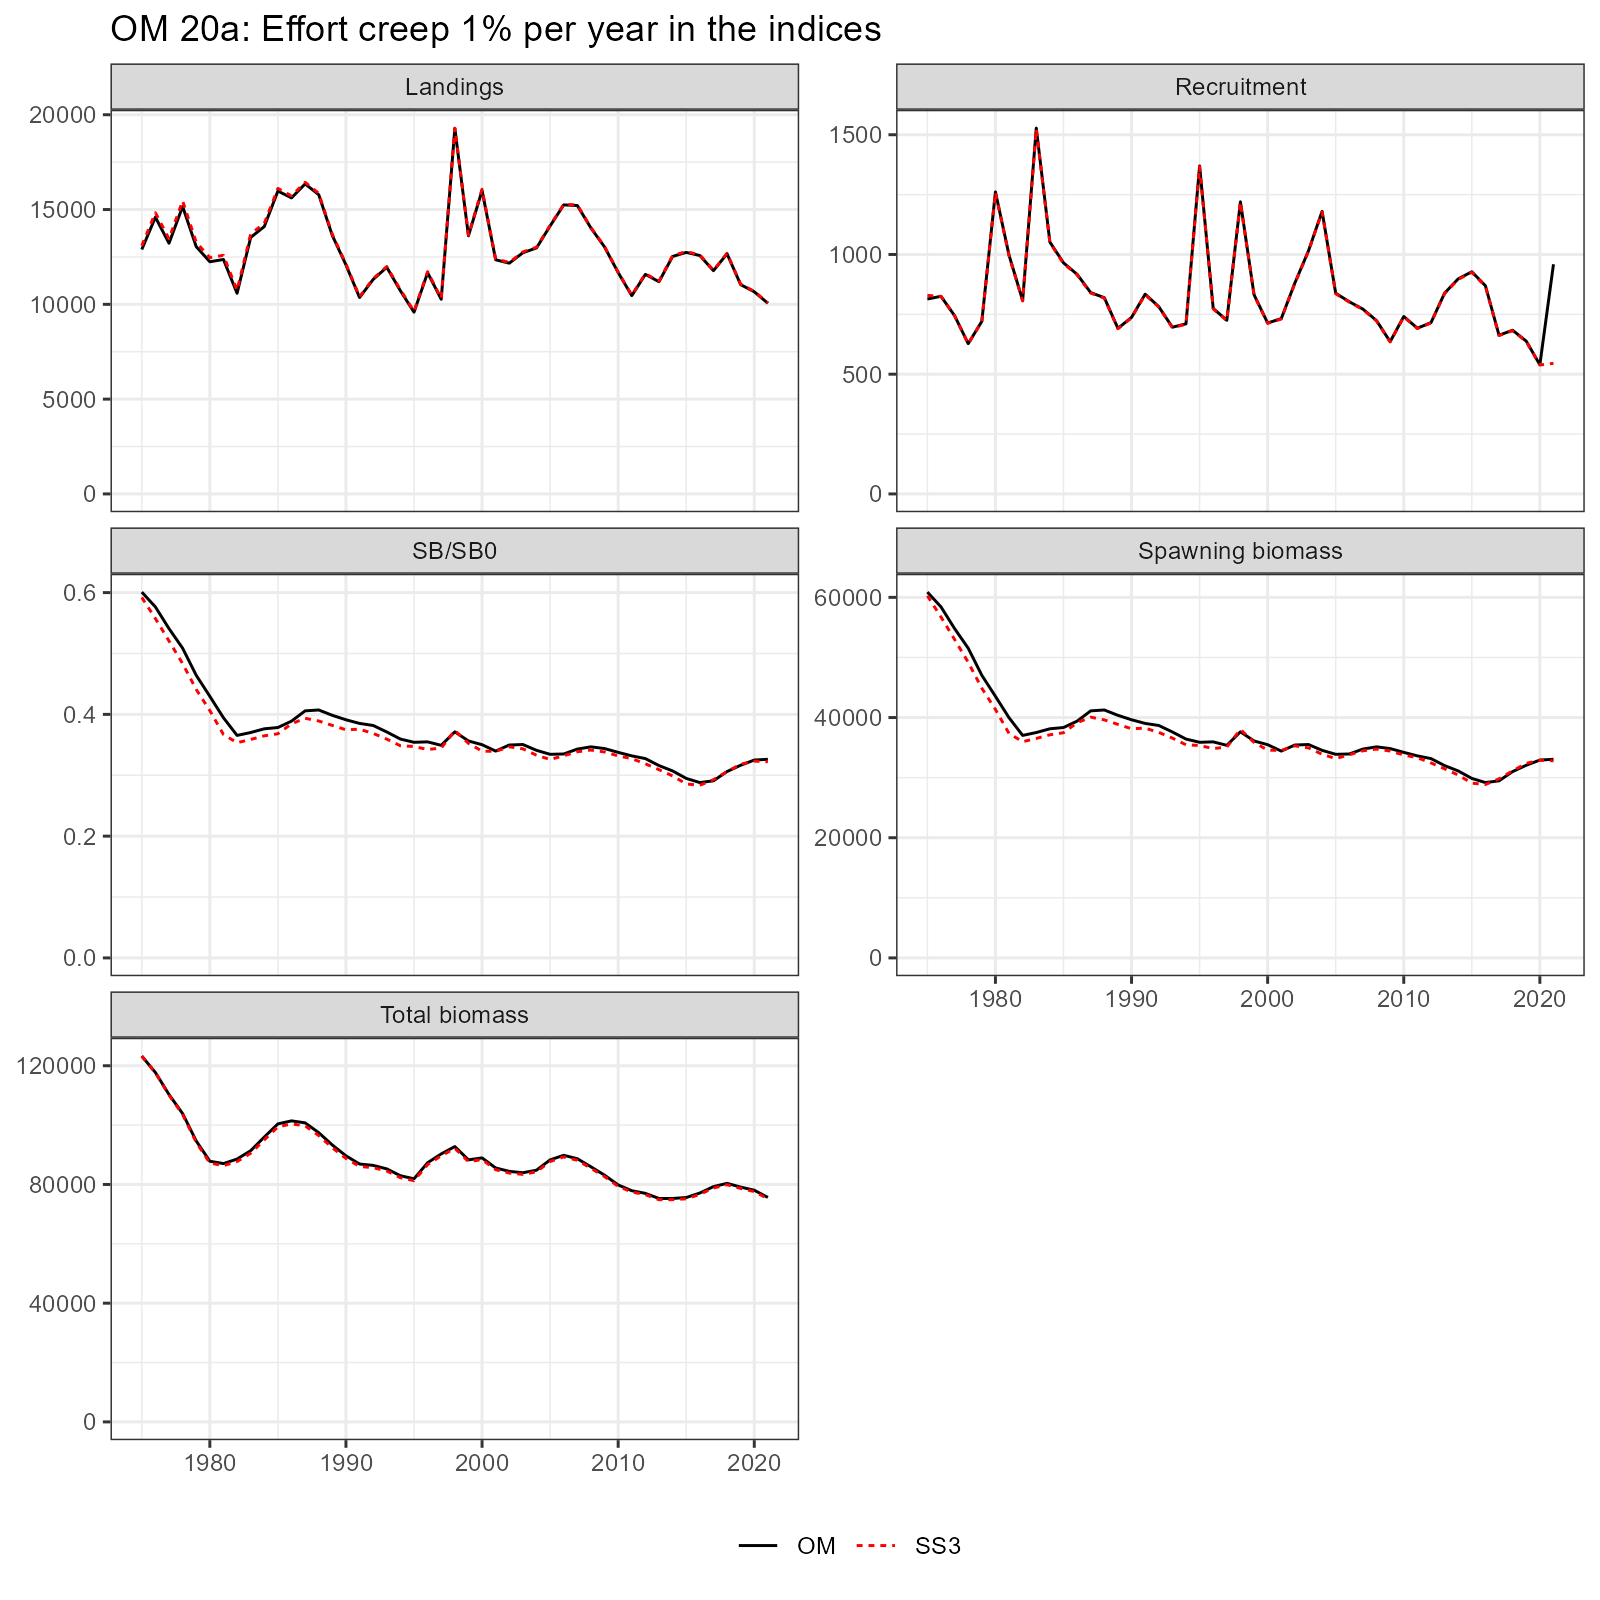 OM 20a: Effort creep 1% per year in the indices
Landings
20000
15000
10000
5000
0
Recruitment
1500
1000
500
0
SB/SB0
0.6
0.4
0.2
0.0
Spawning biomass
60000
40000
20000
0
1980 1990 2000 2010 2020
Total biomass
120000
80000
40000
0
1980 1990 2000 2010 2020
OM SS3